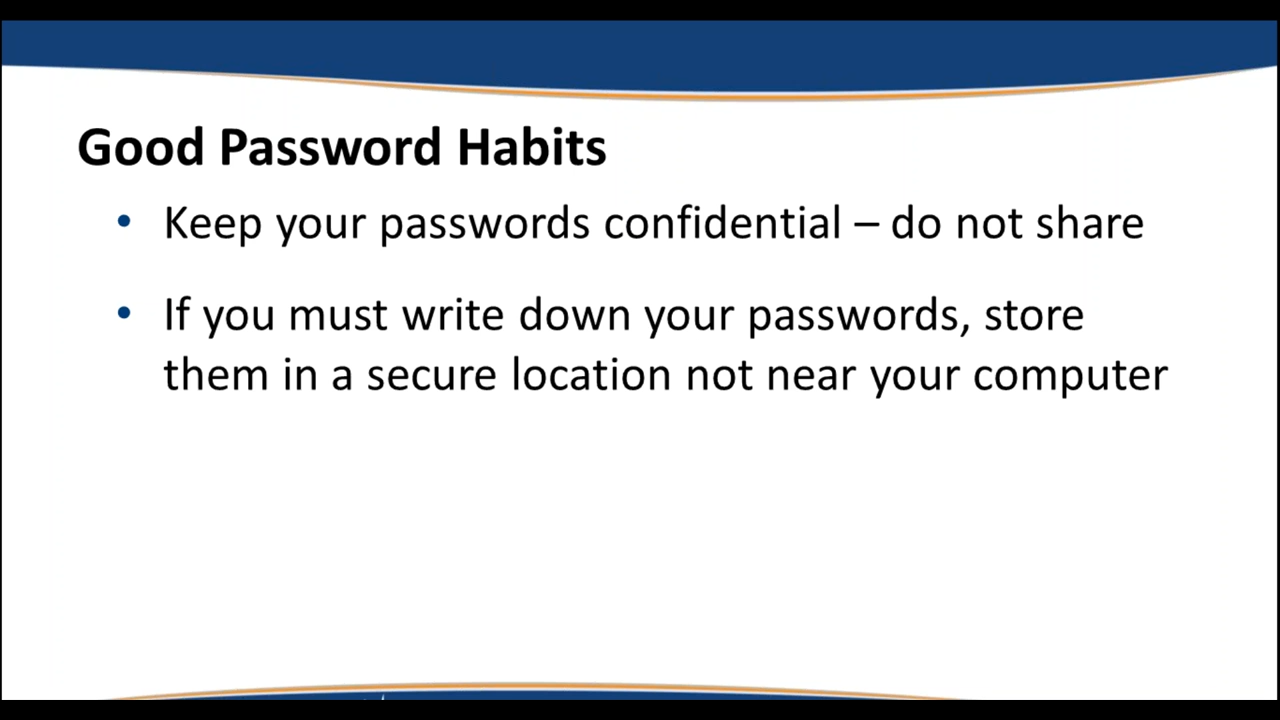 Good Password Habits
• Keep your passwords confidential – do not share
• If you must write down your passwords, store
them in a secure location not near your computer